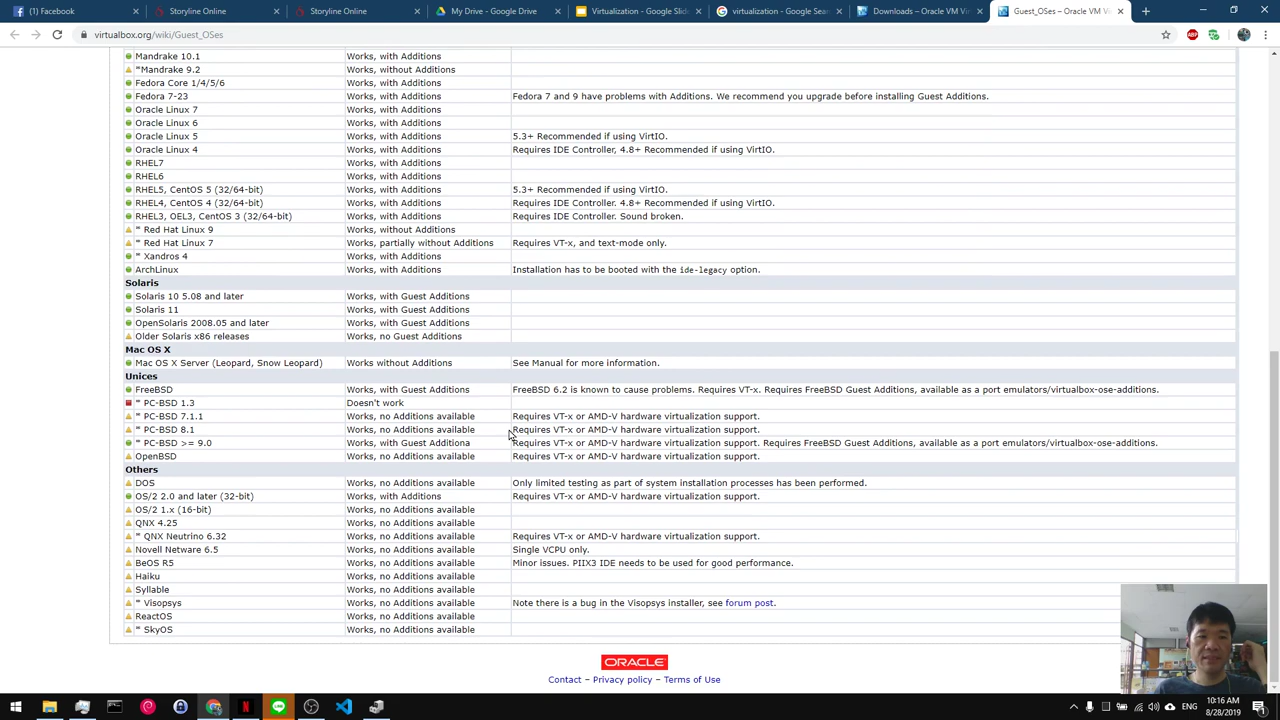 (1) Facebook
Storyline Online
Storyline Online
My Drive - Google Drive
Virtualization - Google Slides
virtualization - Google Sear
Downloads – Oracle VM Vi
Guest_OSes – Oracle VM Vi
virtualbox.org/wiki/Guest_OSes
Mandrake 10.1 Works, with Additions
*Mandrake 9.2 Works, without Additions
Fedora Core 1/4/5/6 Works, with Additions
Fedora 7-23 Works, with Additions Fedora 7 and 9 have problems with Additions. We recommend you upgrade before installing Guest Additions.
Oracle Linux 7 Works, with Additions
Oracle Linux 6 Works, with Additions
Oracle Linux 5 Works, with Additions 5.3+ Recommended if using VirtIO.
Oracle Linux 4 Works, with Additions Requires IDE Controller, 4.8+ Recommended if using VirtIO.
RHEL7 Works, with Additions
RHEL6 Works, with Additions
RHEL5, CentOS 5 (32/64-bit) Works, with Additions 5.3+ Recommended if using VirtIO.
RHEL4, CentOS 4 (32/64-bit) Works, with Additions Requires IDE Controller. 4.8+ Recommended if using VirtIO.
RHEL3, OEL3, CentOS 3 (32/64-bit) Works, with Additions Requires IDE Controller. Sound broken.
* Red Hat Linux 9 Works, without Additions
* Red Hat Linux 7 Works, partially without Additions Requires VT-x, and text-mode only.
* Xandros 4 Works, with Additions
ArchLinux Works, with Additions Installation has to be booted with the ide-legacy option.
Solaris
Solaris 10 5.08 and later Works, with Guest Additions
Solaris 11 Works, with Guest Additions
OpenSolaris 2008.05 and later Works, with Guest Additions
Older Solaris x86 releases Works, no Guest Additions
Mac OS X
Mac OS X Server (Leopard, Snow Leopard) Works without Additions See Manual for more information.
Unices
FreeBSD Works, with Guest Additions FreeBSD 6.2 is known to cause problems. Requires VT-x. Requires FreeBSD Guest Additions, available as a port emulators/virtualbox-ose-additions.
* PC-BSD 1.3 Doesn't work
* PC-BSD 7.1.1 Works, no Additions available Requires VT-x or AMD-V hardware virtualization support.
* PC-BSD 8.1 Works, no Additions available Requires VT-x or AMD-V hardware virtualization support.
* PC-BSD >= 9.0 Works, with Guest Additiona Requires VT-x or AMD-V hardware virtualization support. Requires FreeBSD Guest Additions, available as a port emulators/virtualbox-ose-additions.
OpenBSD Works, no Additions available Requires VT-x or AMD-V hardware virtualization support.
Others
DOS Works, no Additions available Only limited testing as part of system installation processes has been performed.
OS/2 2.0 and later (32-bit) Works, with Additions Requires VT-x or AMD-V hardware virtualization support.
OS/2 1.x (16-bit) Works, no Additions available
QNX 4.25 Works, no Additions available
* QNX Neutrino 6.32 Works, no Additions available Requires VT-x or AMD-V hardware virtualization support.
Novell Netware 6.5 Works, no Additions available Single VCPU only.
BeOS R5 Works, no Additions available Minor issues. PIIX3 IDE needs to be used for good performance.
Haiku Works, no Additions available
Syllable Works, no Additions available
* Visopsys Works, no Additions available Note there is a bug in the Visopsys installer, see forum post.
ReactOS Works, no Additions available
* SkyOS Works, no Additions available
ORACLE
Contact – Privacy policy – Terms of Use
ENG
10:16 AM
8/28/2019